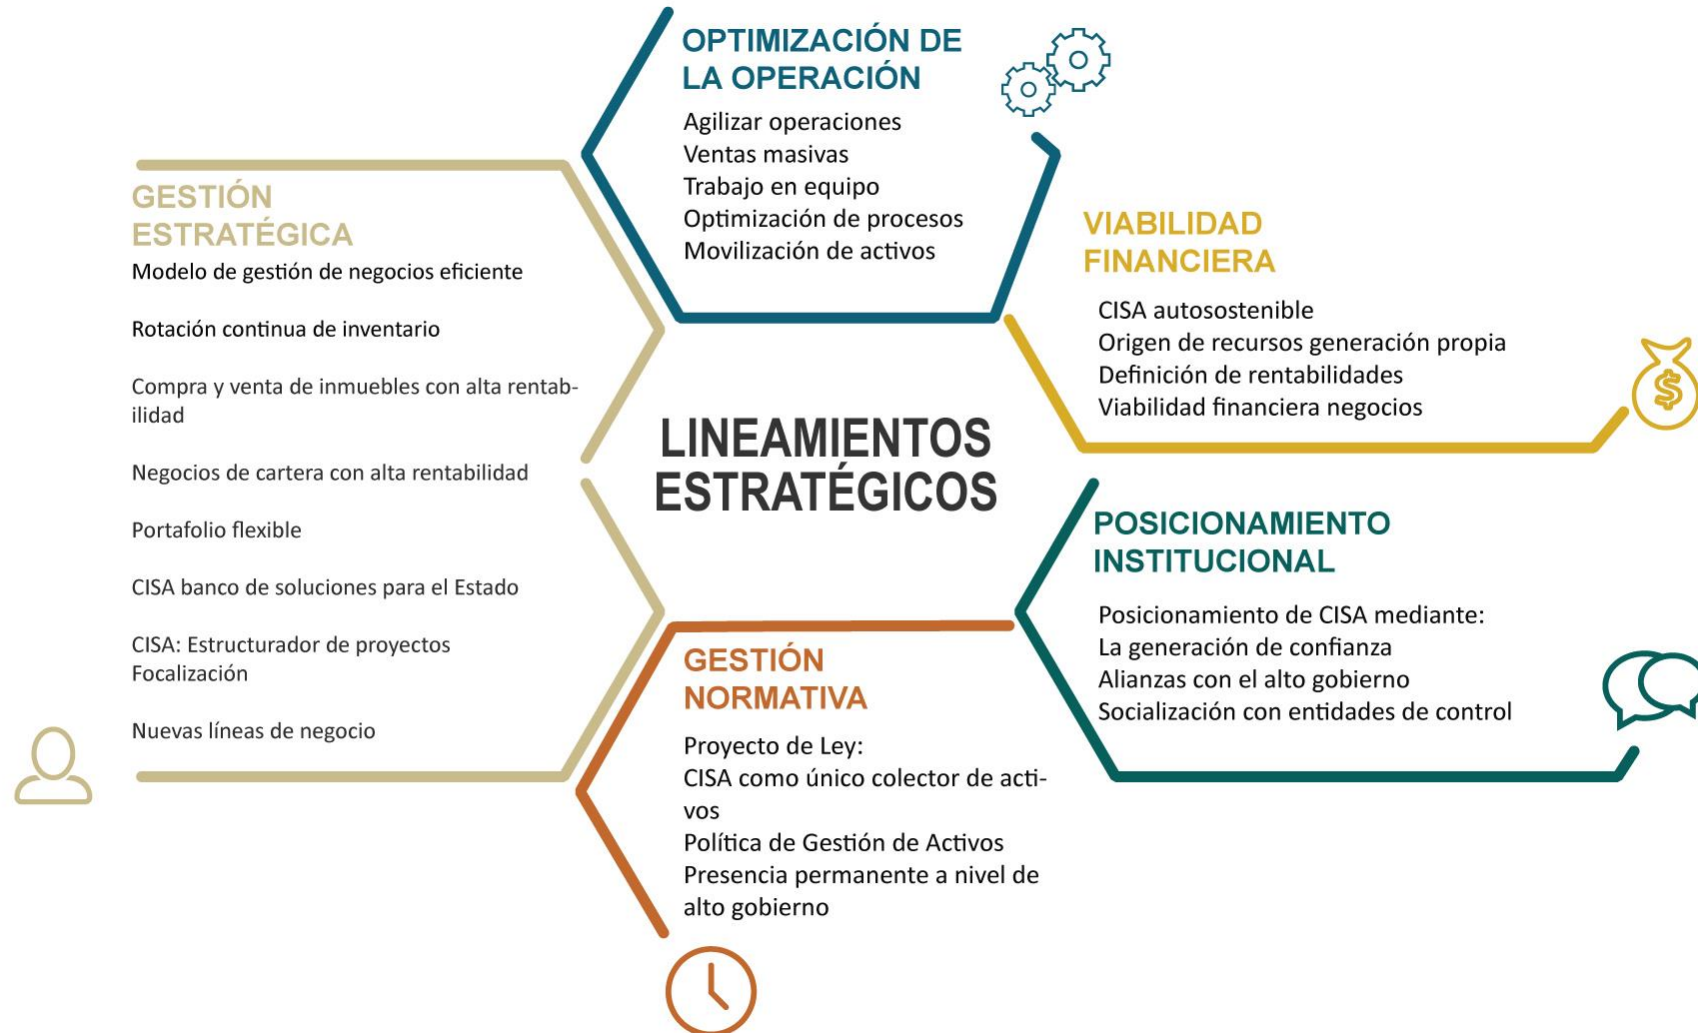 OPTIMIZACIÓN DE
LA OPERACIÓN
Agilizar operaciones
Ventas masivas
Trabajo en equipo
Optimización de procesos
Movilización de activos
GESTIÓN
ESTRATÉGICA
Modelo de gestión de negocios eficiente
Rotación continua de inventario
Compra y venta de inmuebles con alta rentab-
ilidad
Negocios de cartera con alta rentabilidad
Portafolio flexible
CISA banco de soluciones para el Estado
CISA: Estructurador de proyectos
Focalización
Nuevas líneas de negocio
VIABILIDAD
FINANCIERA
CISA autosostenible
Origen de recursos generación propia
Definición de rentabilidades
Viabilidad financiera negocios
$
LINEAMIENTOS
ESTRATÉGICOS
POSICIONAMIENTO
INSTITUCIONAL
Posicionamiento de CISA mediante:
La generación de confianza
Alianzas con el alto gobierno
Socialización con entidades de control
GESTIÓN
NORMATIVA
Proyecto de Ley:
CISA como único colector de acti-
vos
Política de Gestión de Activos
Presencia permanente a nivel de
alto gobierno